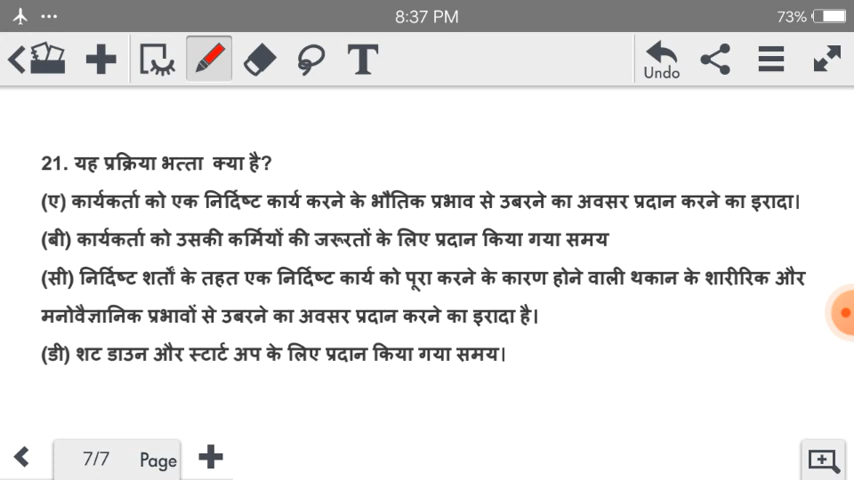 8:37 PM
73%
T
Undo
21. यह प्रक्रिया भत्ता क्या है?
(ए) कार्यकर्ता को एक निर्दिष्ट कार्य करने के भौतिक प्रभाव से उबरने का अवसर प्रदान करने का इरादा।
(बी) कार्यकर्ता को उसकी कर्मियों की जरूरतों के लिए प्रदान किया गया समय
(सी) निर्दिष्ट शर्तों के तहत एक निर्दिष्ट कार्य को पूरा करने के कारण होने वाली थकान के शारीरिक और
मनोवैज्ञानिक प्रभावों से उबरने का अवसर प्रदान करने का इरादा है।
(डी) शट डाउन और स्टार्ट अप के लिए प्रदान किया गया समय।
7/7 Page